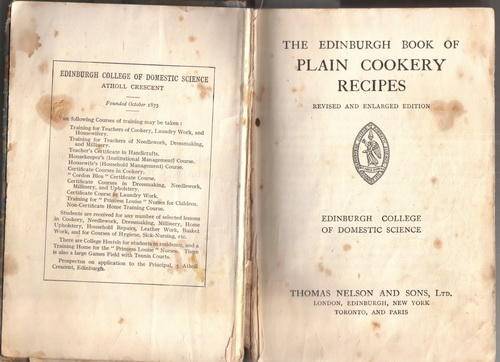 EDINBURGH COLLEGE OF DOMESTIC SCIENCE
ATHOLL CRESCENT
Founded October 1875
following Courses of training may be taken:
Training for Teachers of Cookery, Laundry Work, and
Housewifery.
Training for Teachers of Needlework, Dressmaking,
and Millinery.
Teacher's Certificate in Handicrafts.
Housekeeper's (Institutional Management) Course.
Housewife's (Household Management) Course.
Certificate Courses in Cookery.
"Cordon Bleu" Certificate Course.
Certificate Courses in Dressmaking, Needlework,
Millinery, and Upholstery.
Certificate Course in Laundry Work.
Training for "Princess Louise" Nurses for Children.
Non-Certificate Home Training Course.
Students are received for any number of selected lessons
in Cookery, Needlework, Dressmaking, Millinery, Home
Upholstery, Household Repairs, Leather Work, Basket
Work, and for Courses of Hygiene, Sick-Nursing, etc.
There are College Hostels for students in residence, and a
Training Home for the "Princess Louise" Nurses. There
is also a large Games Field with Tennis Courts.
Prospectus on application to the Principal, 5 Atholl
Crescent, Edinburgh.
THE EDINBURGH BOOK OF
PLAIN COOKERY
RECIPES
REVISED AND ENLARGED EDITION
EDINBURGH COLLEGE
OF DOMESTIC SCIENCE
THOMAS NELSON AND SONS, LTD.
LONDON, EDINBURGH, NEW YORK
TORONTO, AND PARIS